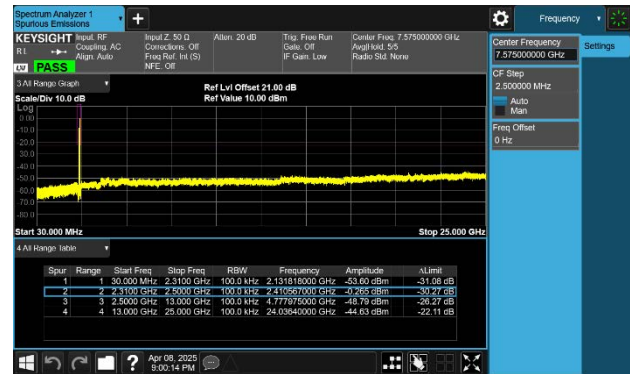 Spectrum Analyzer 1
Spurious Emissions
+
Frequency
KEYSIGHT Input: RF Input Z: 50 Ω Atten: 20 dB Trig: Free Run Center Freq: 7.575000000 GHz
RL Coupling: AC Corrections: Off Gate: Off Avg|Hold: 5/5
Align: Auto Freq Ref: Int (S) IF Gain: Low Radio Std: None
LXI PASS NFE: Off
Center Frequency
7.575000000 GHz
Settings
CF Step
2.500000 MHz
Auto
Man
Freq Offset
0 Hz
3 All Range Graph
Ref Lvl Offset 21.00 dB
Scale/Div 10.0 dB Ref Value 10.00 dBm
Log
0.00
-10.0
-20.0
-30.0
-40.0
-50.0
-60.0
-70.0
-80.0
Start 30.000 MHz Stop 25.000 GHz
4 All Range Table
Spur Range Start Freq Stop Freq RBW Frequency Amplitude ΔLimit
1 1 30.000 MHz 2.3100 GHz 100.0 kHz 2.131818000 GHz -53.60 dBm -31.08 dB
2 2 2.3100 GHz 2.5000 GHz 100.0 kHz 2.410567000 GHz -0.265 dBm -30.27 dB
3 3 2.5000 GHz 13.000 GHz 100.0 kHz 4.777975000 GHz -48.79 dBm -26.27 dB
4 4 13.000 GHz 25.000 GHz 100.0 kHz 24.03640000 GHz -44.63 dBm -22.11 dB
? Apr 08, 2025
9:00:14 PM